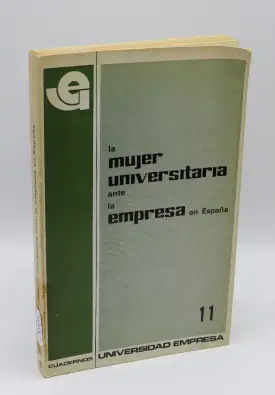 la
mujer
universitaria
ante
la
empresa en España
11
CUADERNOS UNIVERSIDAD EMPRESA